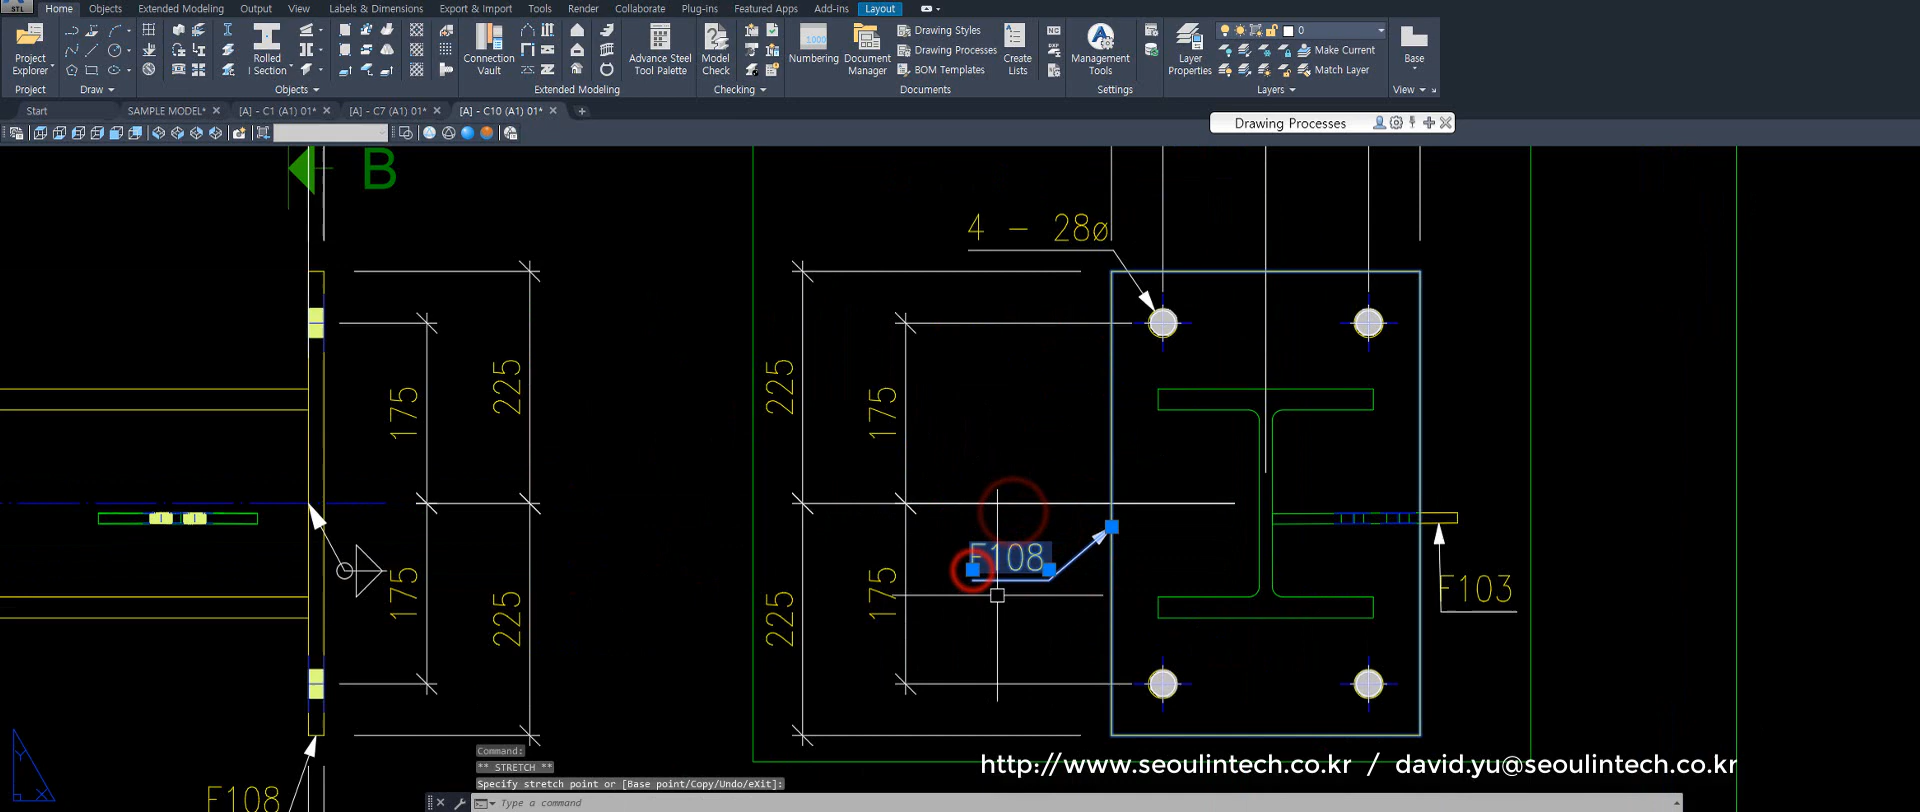 STL
Home Objects Extended Modeling Output View Labels & Dimensions Export & Import Tools Render Collaborate Plug-ins Featured Apps Add-ins Layout
Project Explorer
Rolled I Section
Connection Vault
Advance Steel Tool Palette
Model Check
1.000
Numbering
Document Manager
Drawing Styles
Drawing Processes
BOM Templates
Create Lists
Management Tools
Layer Properties
0
Make Current
Match Layer
Base
Project Draw Objects Extended Modeling Checking Documents Settings Layers View
Start SAMPLE MODEL* [A] - C1 (A1) 01* [A] - C7 (A1) 01* [A] - C10 (A1) 01*
Drawing Processes
B
4 - 28ø
225
175
225
175
175
225
175
225
F108
F103
Y
X
F108
Command:
** STRETCH **
Specify stretch point or [Base point/Copy/Undo/eXit]:
Type a command
http://www.seoulintech.co.kr / david.yu@seoulintech.co.kr